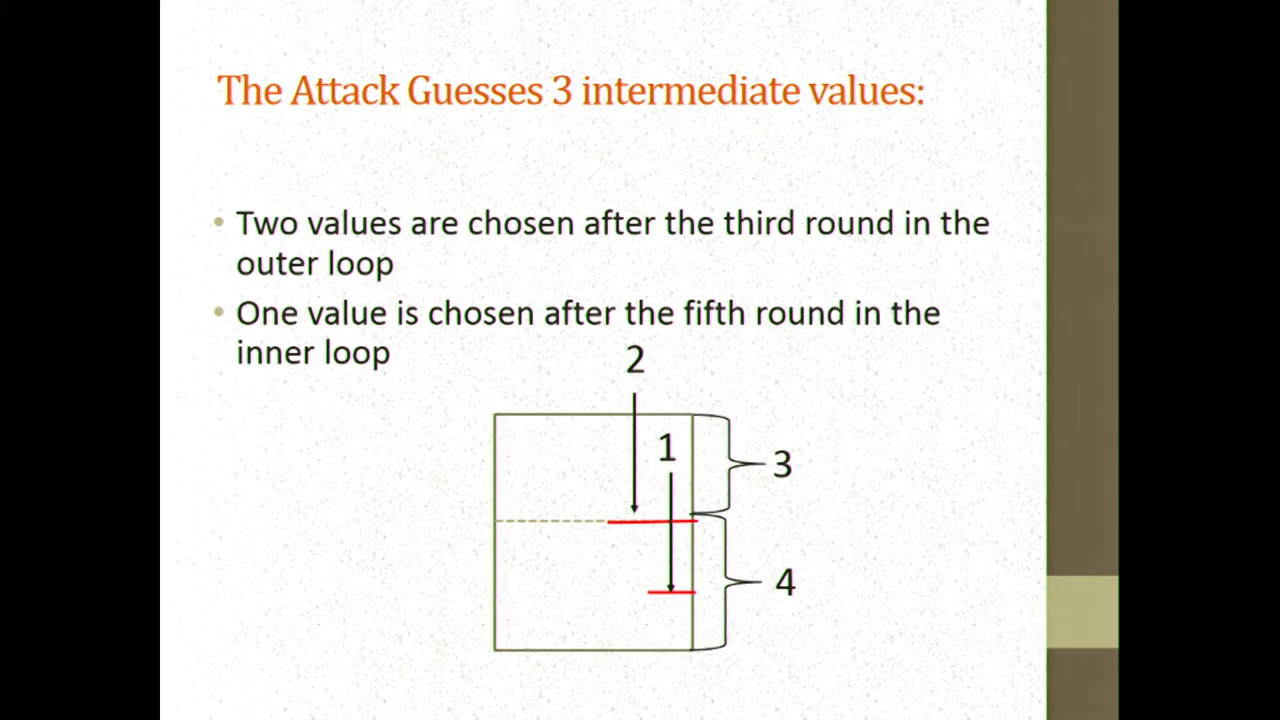 The Attack Guesses 3 intermediate values:
• Two values are chosen after the third round in the
outer loop
• One value is chosen after the fifth round in the
inner loop
2
1
3
4